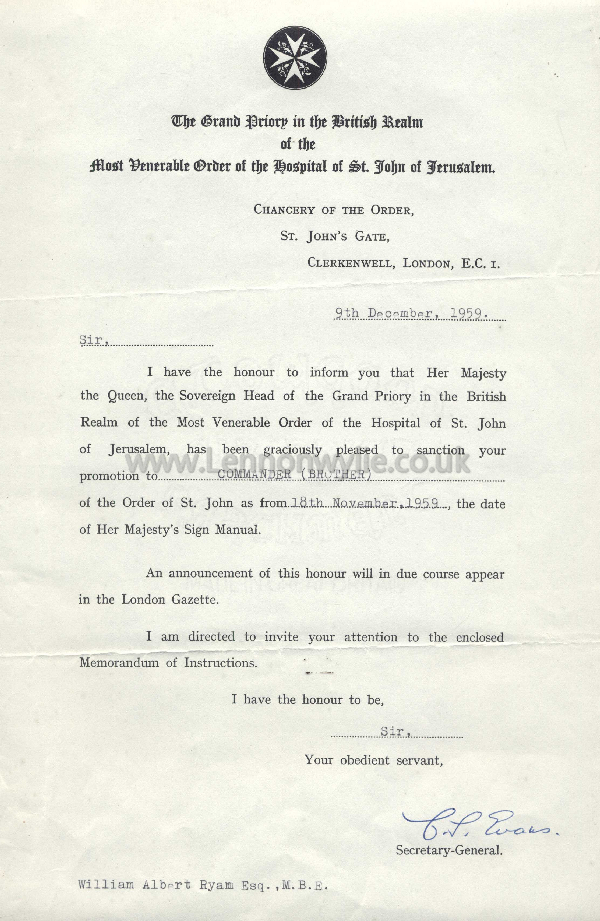 The Grand Priory in the British Realm
of the
Most Venerable Order of the Hospital of St. John of Jerusalem.
Chancery of the Order,
St. John's Gate,
Clerkenwell, London, E.C. 1.
9th December, 1959.
Sir,
I have the honour to inform you that Her Majesty
the Queen, the Sovereign Head of the Grand Priory in the British
Realm of the Most Venerable Order of the Hospital of St. John
of Jerusalem, has been graciously pleased to sanction your
www.Lennonwylie.co.uk
promotion to COMMANDER (BROTHER)
of the Order of St. John as from 18th November, 1959, the date
of Her Majesty's Sign Manual.
An announcement of this honour will in due course appear
in the London Gazette.
I am directed to invite your attention to the enclosed
Memorandum of Instructions.
I have the honour to be,
Sir,
Your obedient servant,
C. S. Evans.
Secretary-General.
William Albert Ryam Esq., M.B.E.